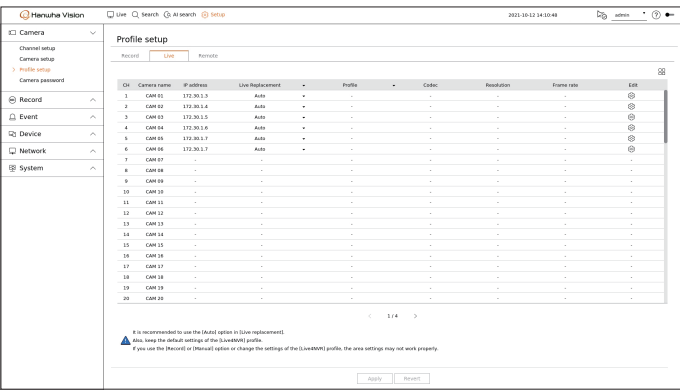 Hanwha Vision
Live Search AI search Setup 2021-10-12 14:10:48 admin
Camera
Channel setup
Camera setup
Profile setup
Camera password
Record
Event
Device
Network
System
Profile setup
Record Live Remote
CH Camera name IP address Live Replacement Profile Codec Resolution Frame rate Edit
1 CAM 01 172.30.1.3 Auto - - - -
2 CAM 02 172.30.1.4 Auto - - - -
3 CAM 03 172.30.1.5 Auto - - - -
4 CAM 04 172.30.1.6 Auto - - - -
5 CAM 05 172.30.1.7 Auto - - - -
6 CAM 06 172.30.1.7 Auto - - - -
7 CAM 07 - - - - - - -
8 CAM 08 - - - - - - -
9 CAM 09 - - - - - - -
10 CAM 10 - - - - - - -
11 CAM 11 - - - - - - -
12 CAM 12 - - - - - - -
13 CAM 13 - - - - - - -
14 CAM 14 - - - - - - -
15 CAM 15 - - - - - - -
16 CAM 16 - - - - - - -
17 CAM 17 - - - - - - -
18 CAM 18 - - - - - - -
19 CAM 19 - - - - - - -
20 CAM 20 - - - - - - -
< 1 / 4 >
It is recommended to use the [Auto] option in [Live replacement].
Also, keep the default settings of the [Live4NVR] profile.
If you use the [Record] or [Manual] option or change the settings of the [Live4NVR] profile, the area settings may not work properly.
Apply Revert